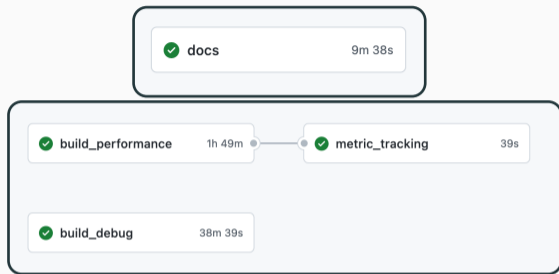 docs 9m 38s
build_performance 1h 49m
metric_tracking 39s
build_debug 38m 39s